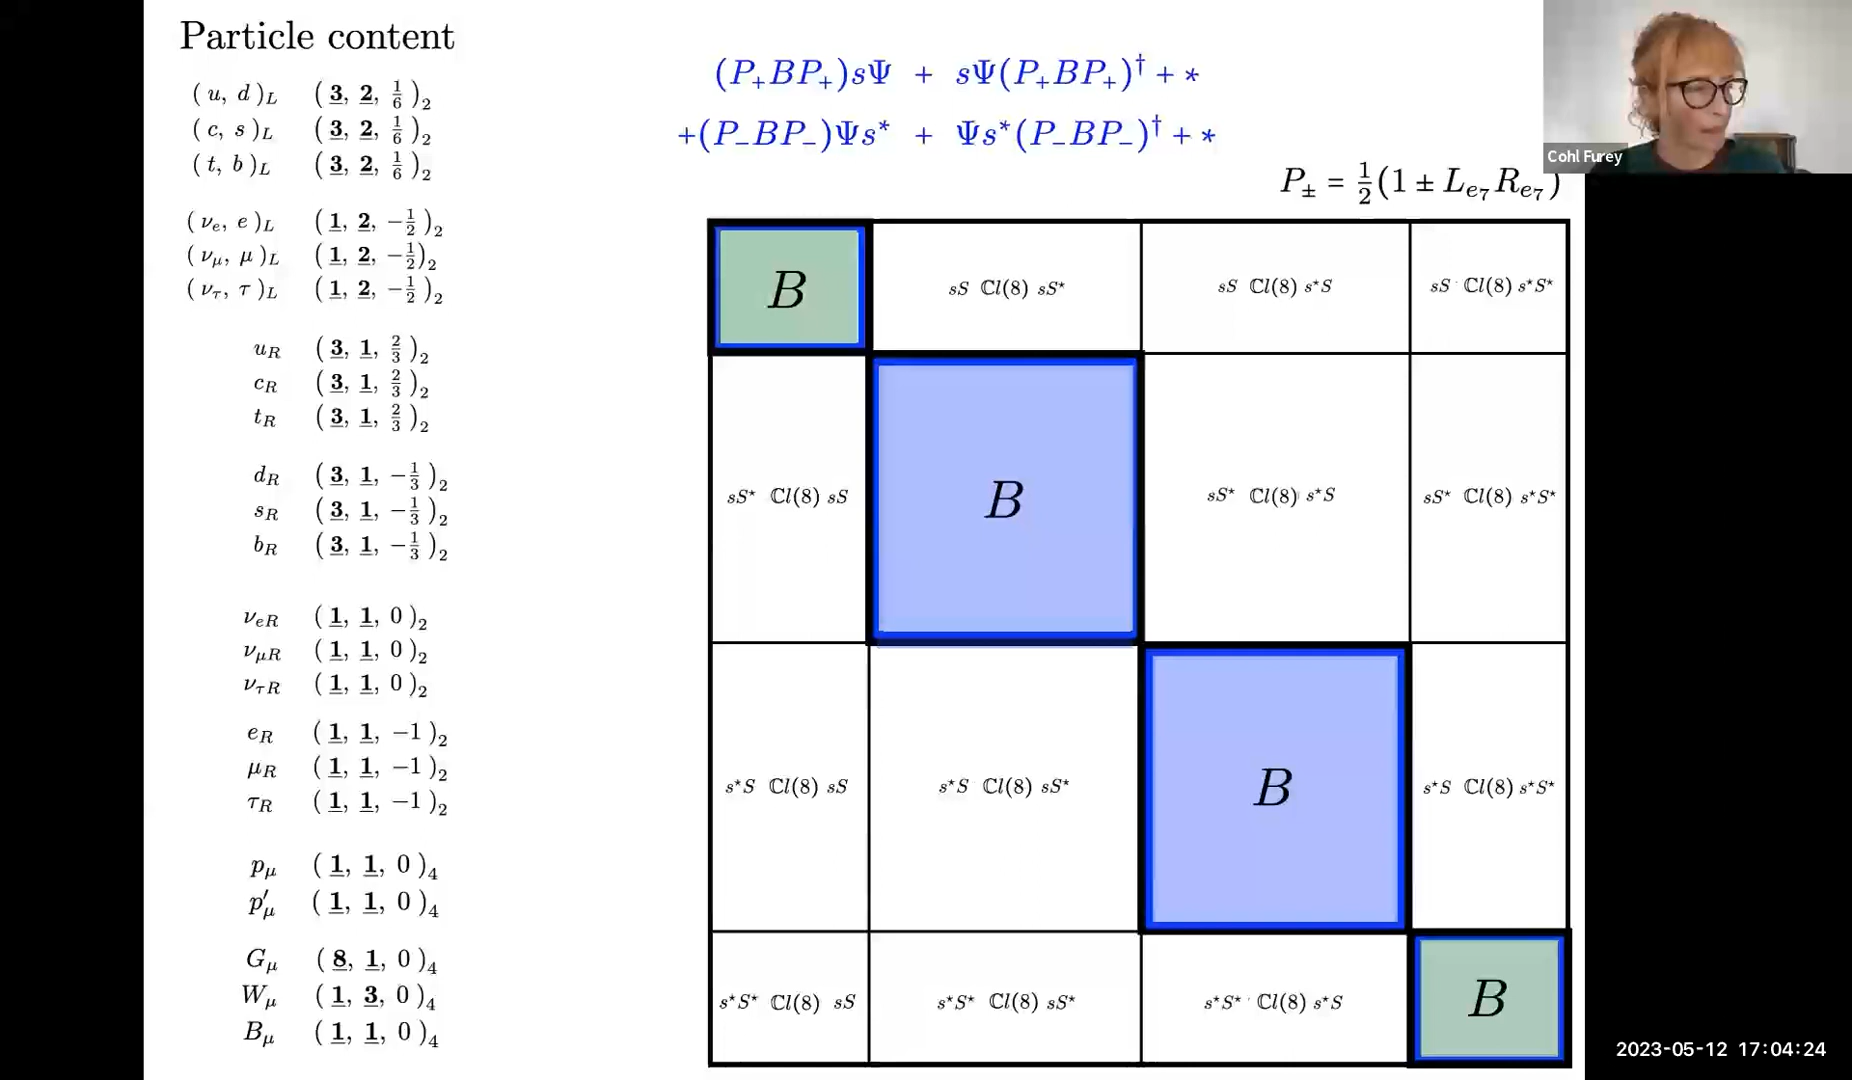 Particle content
( u, d )_L ( 3, 2, 1/6 )_2
( c, s )_L ( 3, 2, 1/6 )_2
( t, b )_L ( 3, 2, 1/6 )_2
( ν_e, e )_L ( 1, 2, −1/2 )_2
( ν_μ, μ )_L ( 1, 2, −1/2 )_2
( ν_τ, τ )_L ( 1, 2, −1/2 )_2
u_R ( 3, 1, 2/3 )_2
c_R ( 3, 1, 2/3 )_2
t_R ( 3, 1, 2/3 )_2
d_R ( 3, 1, −1/3 )_2
s_R ( 3, 1, −1/3 )_2
b_R ( 3, 1, −1/3 )_2
ν_eR ( 1, 1, 0 )_2
ν_μR ( 1, 1, 0 )_2
ν_τR ( 1, 1, 0 )_2
e_R ( 1, 1, −1 )_2
μ_R ( 1, 1, −1 )_2
τ_R ( 1, 1, −1 )_2
p_μ ( 1, 1, 0 )_4
p′_μ ( 1, 1, 0 )_4
G_μ ( 8, 1, 0 )_4
W_μ ( 1, 3, 0 )_4
B_μ ( 1, 1, 0 )_4
(P_+BP_+)sΨ + sΨ(P_+BP_+)^† + *
+(P_−BP_−)Ψs* + Ψs*(P_−BP_−)^† + *
P_± = 1/2(1 ± L_e7 R_e7)
B sS ℂl(8) sS* sS ℂl(8) s*S sS ℂl(8) s*S*
sS* ℂl(8) sS B sS* ℂl(8) s*S sS* ℂl(8) s*S*
s*S ℂl(8) sS s*S ℂl(8) sS* B s*S ℂl(8) s*S*
s*S* ℂl(8) sS s*S* ℂl(8) sS* s*S* ℂl(8) s*S B
Cohl Furey
2023-05-12 17:04:24